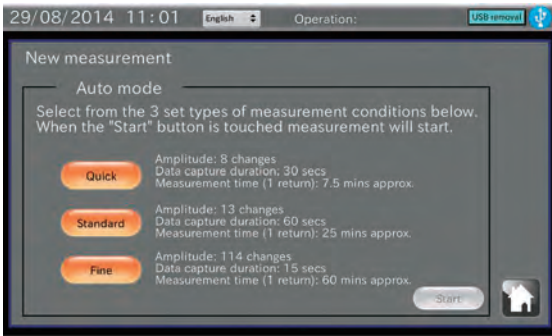 29/08/2014 11:01 English Operation: USB removal
New measurement
Auto mode
Select from the 3 set types of measurement conditions below.
When the "Start" button is touched measurement will start.
Quick
Amplitude: 8 changes
Data capture duration: 30 secs
Measurement time (1 return): 7.5 mins approx.
Standard
Amplitude: 13 changes
Data capture duration: 60 secs
Measurement time (1 return): 25 mins approx.
Fine
Amplitude: 114 changes
Data capture duration: 15 secs
Measurement time (1 return): 60 mins approx.
Start